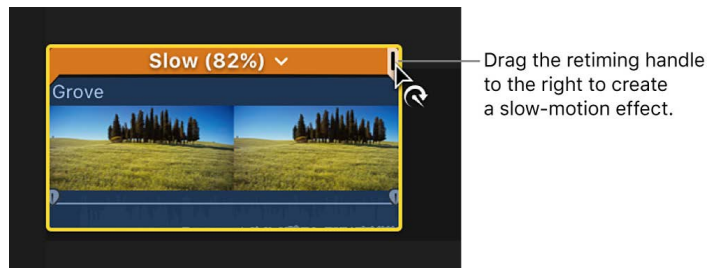 Slow (82%)
Grove
Drag the retiming handle
to the right to create
a slow-motion effect.